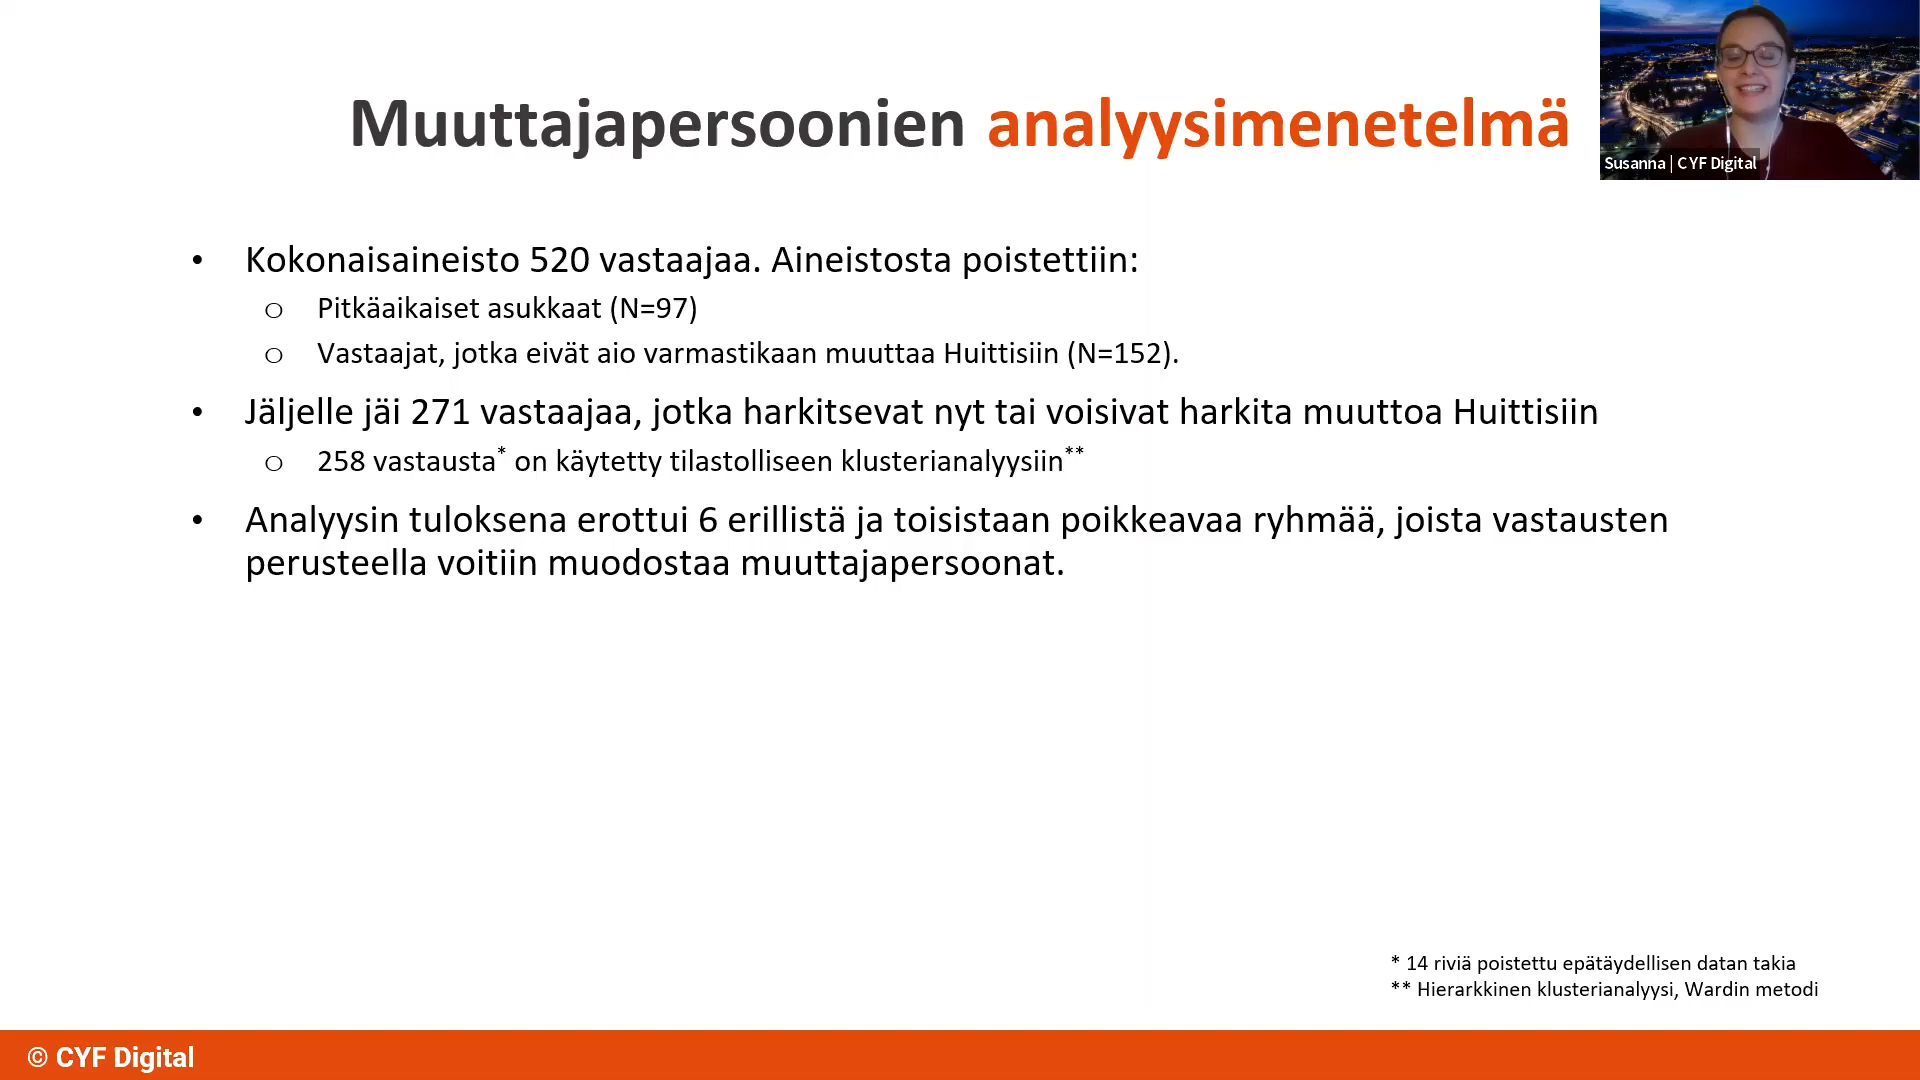 Muuttajapersoonien analyysimenetelmä
Susanna | CYF Digital
• Kokonaisaineisto 520 vastaajaa. Aineistosta poistettiin:
o Pitkäaikaiset asukkaat (N=97)
o Vastaajat, jotka eivät aio varmastikaan muuttaa Huittisiin (N=152).
• Jäljelle jäi 271 vastaajaa, jotka harkitsevat nyt tai voisivat harkita muuttoa Huittisiin
o 258 vastausta* on käytetty tilastolliseen klusterianalyysiin**
• Analyysin tuloksena erottui 6 erillistä ja toisistaan poikkeavaa ryhmää, joista vastausten
perusteella voitiin muodostaa muuttajapersoonat.
* 14 riviä poistettu epätäydellisen datan takia
** Hierarkkinen klusterianalyysi, Wardin metodi
© CYF Digital